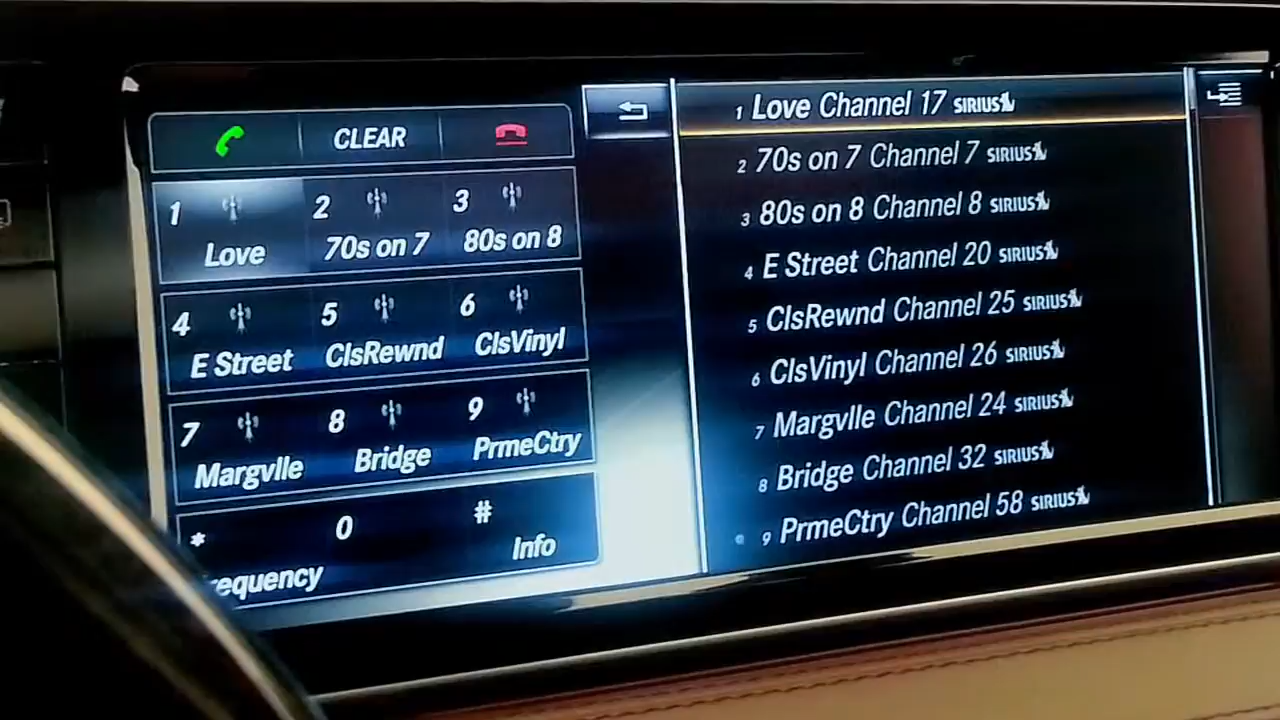 CLEAR
1
Love
2
70s on 7
3
80s on 8
4
E Street
5
ClsRewnd
6
ClsVinyl
7
Margvlle
8
Bridge
9
PrmeCtry
*
equency
0
#
Info
1 Love Channel 17 SIRIUS
2 70s on 7 Channel 7 SIRIUS
3 80s on 8 Channel 8 SIRIUS
4 E Street Channel 20 SIRIUS
5 ClsRewnd Channel 25 SIRIUS
6 ClsVinyl Channel 26 SIRIUS
7 Margvlle Channel 24 SIRIUS
8 Bridge Channel 32 SIRIUS
9 PrmeCtry Channel 58 SIRIUS